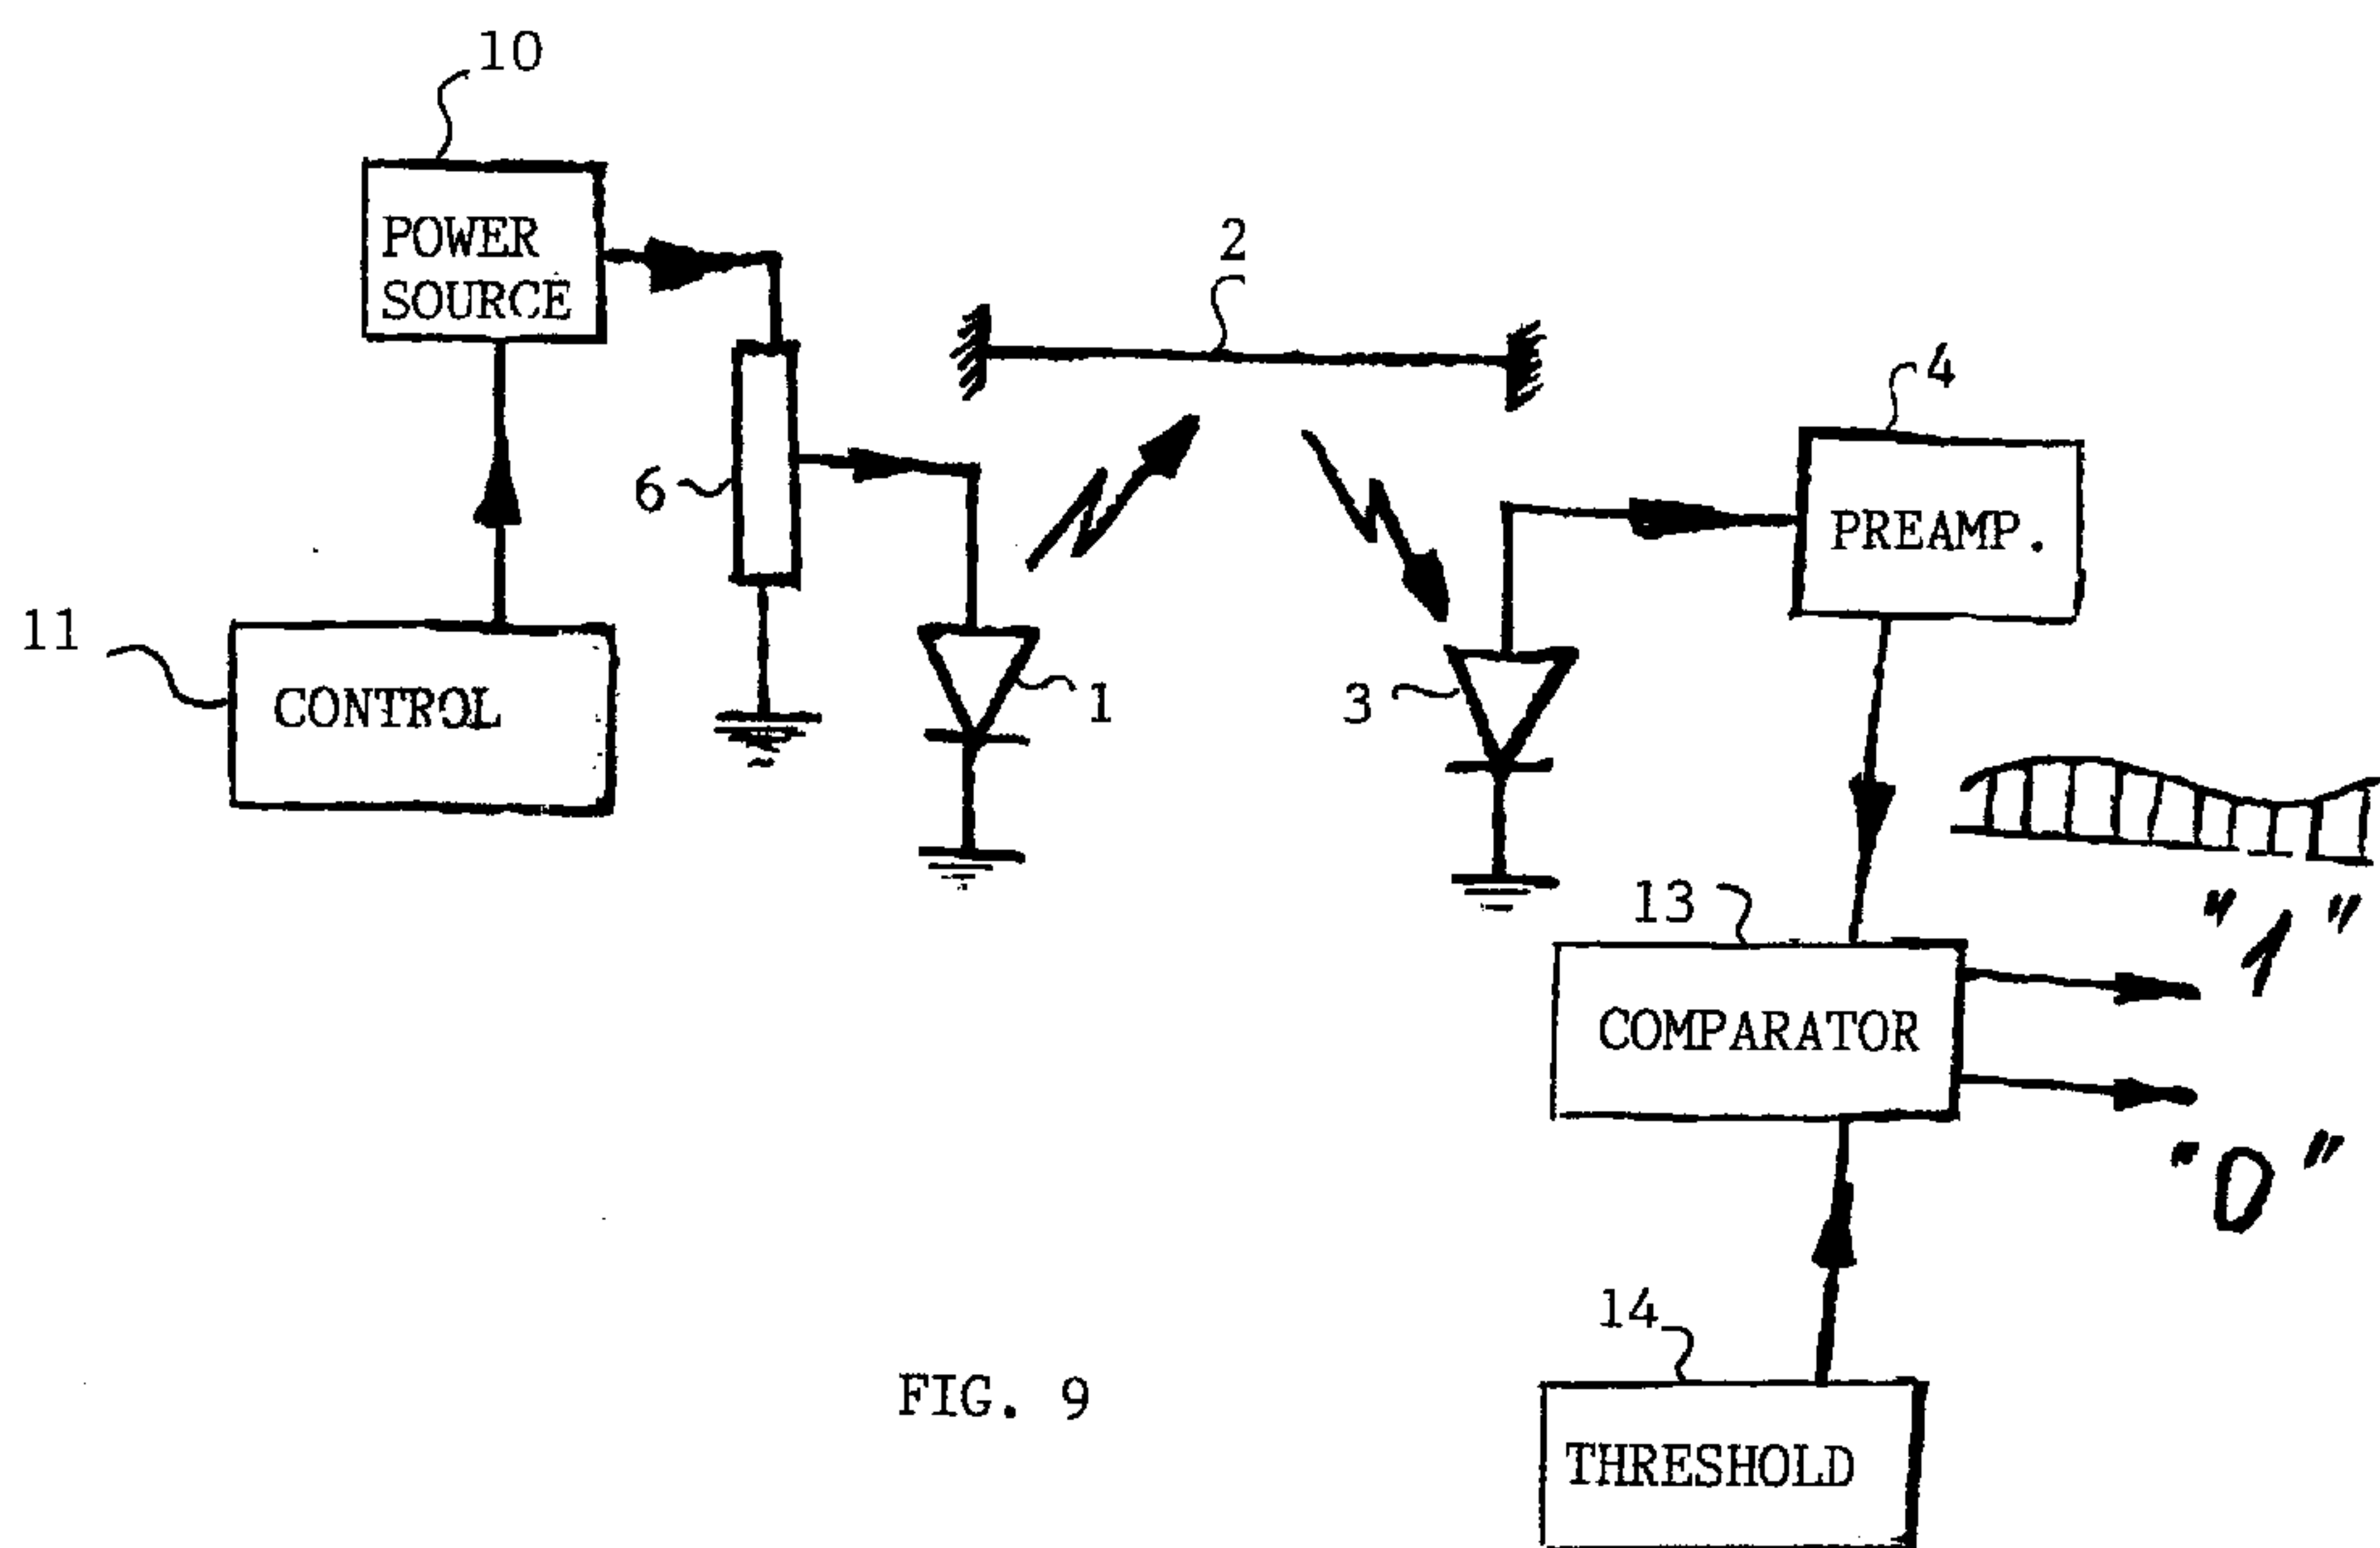 10
POWER
SOURCE
2
4
6
PREAMP.
11
CONTROL
1
3
13
"1"
COMPARATOR
"0"
14
FIG. 9
THRESHOLD